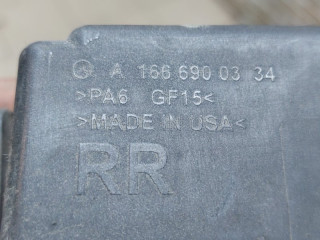 A 166 690 03 34
>PA6 GF15<
>MADE IN USA<
RR